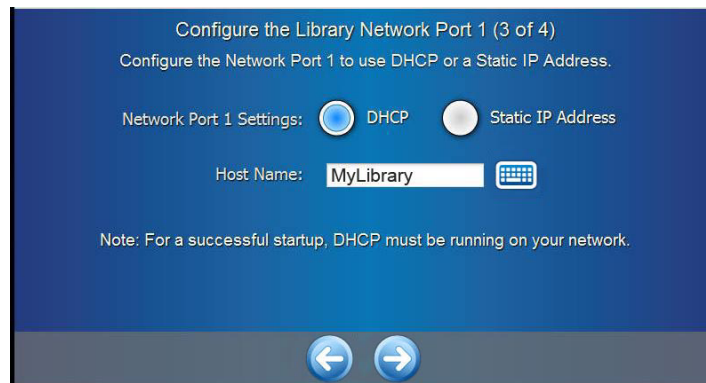 Configure the Library Network Port 1 (3 of 4)
Configure the Network Port 1 to use DHCP or a Static IP Address.
Network Port 1 Settings: DHCP Static IP Address
Host Name: MyLibrary
Note: For a successful startup, DHCP must be running on your network.